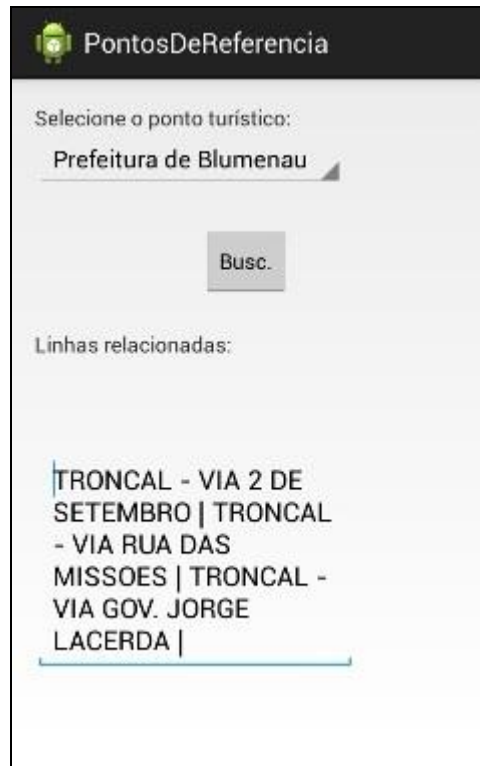 PontosDeReferencia
Selecione o ponto turístico:
Prefeitura de Blumenau
Busc.
Linhas relacionadas:
TRONCAL - VIA 2 DE
SETEMBRO | TRONCAL
- VIA RUA DAS
MISSOES | TRONCAL -
VIA GOV. JORGE
LACERDA |